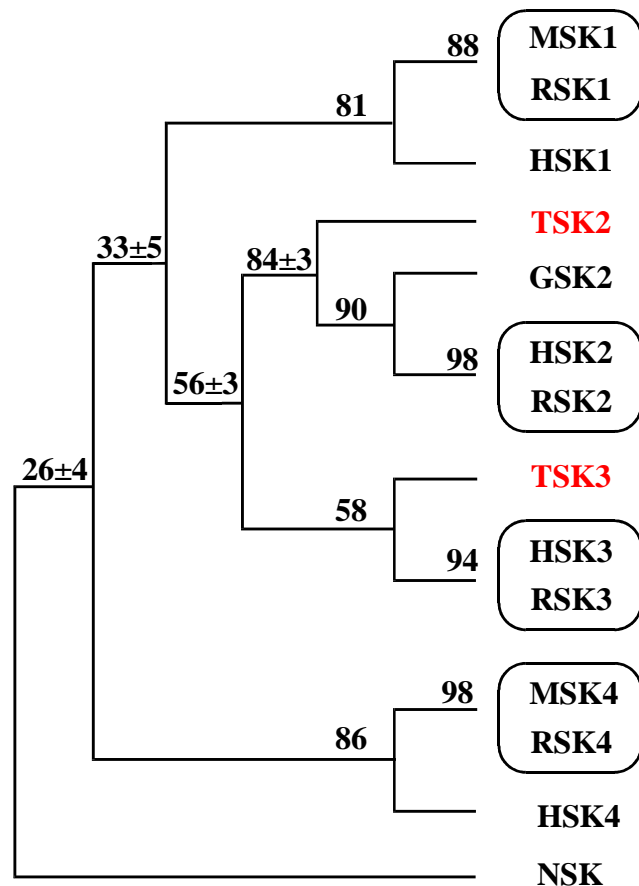 88
MSK1
RSK1
81
HSK1
TSK2
33±5
84±3
GSK2
90
HSK2
98
RSK2
56±3
26±4
TSK3
58
HSK3
94
RSK3
98
MSK4
RSK4
86
HSK4
NSK